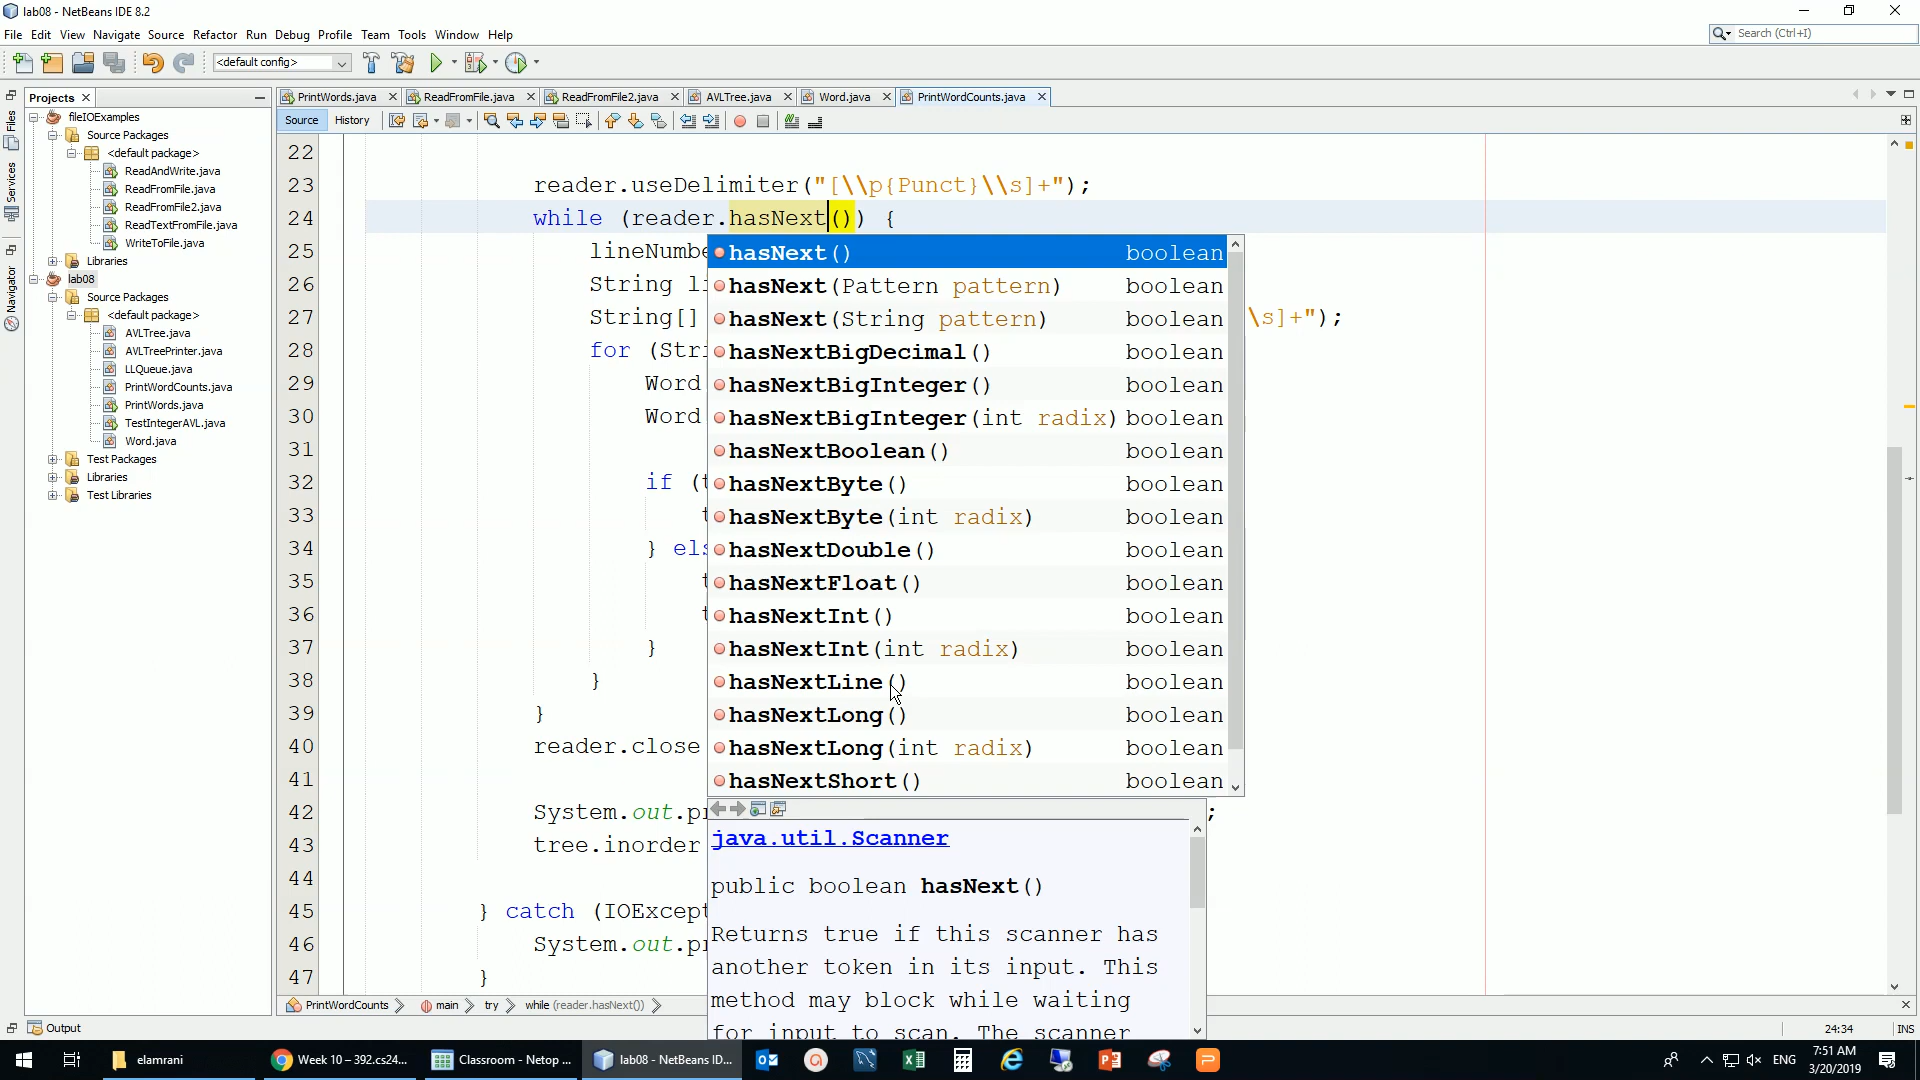 lab08 - NetBeans IDE 8.2
File Edit View Navigate Source Refactor Run Debug Profile Team Tools Window Help
Search (Ctrl+I)
<default config>
Projects
PrintWords.java ReadFromFile.java ReadFromFile2.java AVLTree.java Word.java PrintWordCounts.java
Source History
Files
Services
Navigator
fileIOExamples
Source Packages
<default package>
ReadAndWrite.java
ReadFromFile.java
ReadFromFile2.java
ReadTextFromFile.java
WriteToFile.java
Libraries
lab08
Source Packages
<default package>
AVLTree.java
AVLTreePrinter.java
LLQueue.java
PrintWordCounts.java
PrintWords.java
TestIntegerAVL.java
Word.java
Test Packages
Libraries
Test Libraries
22
23 reader.useDelimiter("[\\p{Punct}\\s]+");
24 while (reader.hasNext()) {
25 lineNumbe
26 String li
27 String[] \s]+");
28 for (Stri
29 Word
30 Word
31
32 if (t
33 t
34 } els
35 t
36 t
37 }
38 }
39 }
40 reader.close
41
42 System.out.pr ;
43 tree.inorder
44
45 } catch (IOExcept
46 System.out.pr
47 }
hasNext() boolean
hasNext(Pattern pattern) boolean
hasNext(String pattern) boolean
hasNextBigDecimal() boolean
hasNextBigInteger() boolean
hasNextBigInteger(int radix) boolean
hasNextBoolean() boolean
hasNextByte() boolean
hasNextByte(int radix) boolean
hasNextDouble() boolean
hasNextFloat() boolean
hasNextInt() boolean
hasNextInt(int radix) boolean
hasNextLine() boolean
hasNextLong() boolean
hasNextLong(int radix) boolean
hasNextShort() boolean
java.util.Scanner
public boolean hasNext()
Returns true if this scanner has
another token in its input. This
method may block while waiting
for input to scan. The scanner
PrintWordCounts main try while (reader.hasNext())
Output
24:34 INS
elamrani
Week 10 – 392.cs24...
Classroom - Netop ...
lab08 - NetBeans ID...
ENG
7:51 AM
3/20/2019